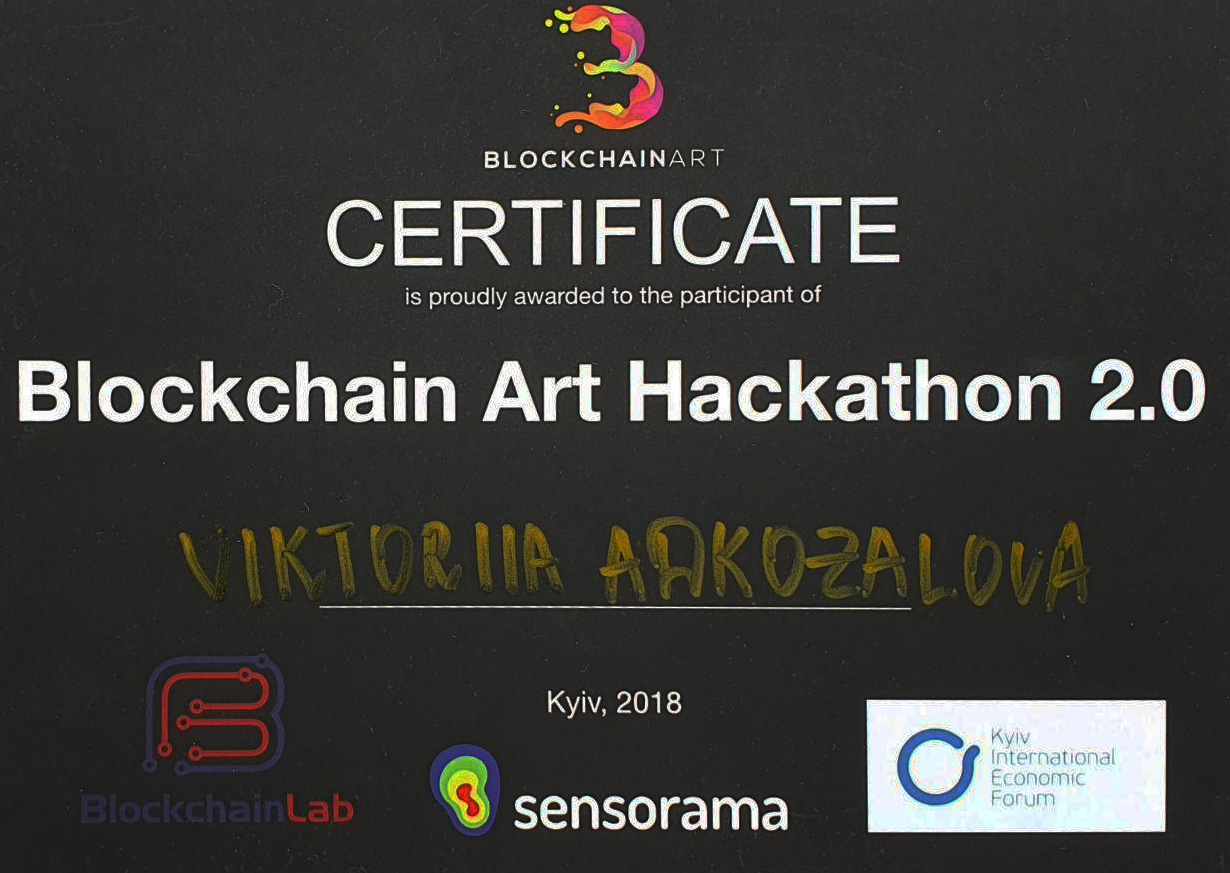 BLOCKCHAINART
CERTIFICATE
is proudly awarded to the participant of
Blockchain Art Hackathon 2.0
VIKTORIIA
Kyiv, 2018
BlockchainLab
sensorama
Kyiv
International
Economic
Forum